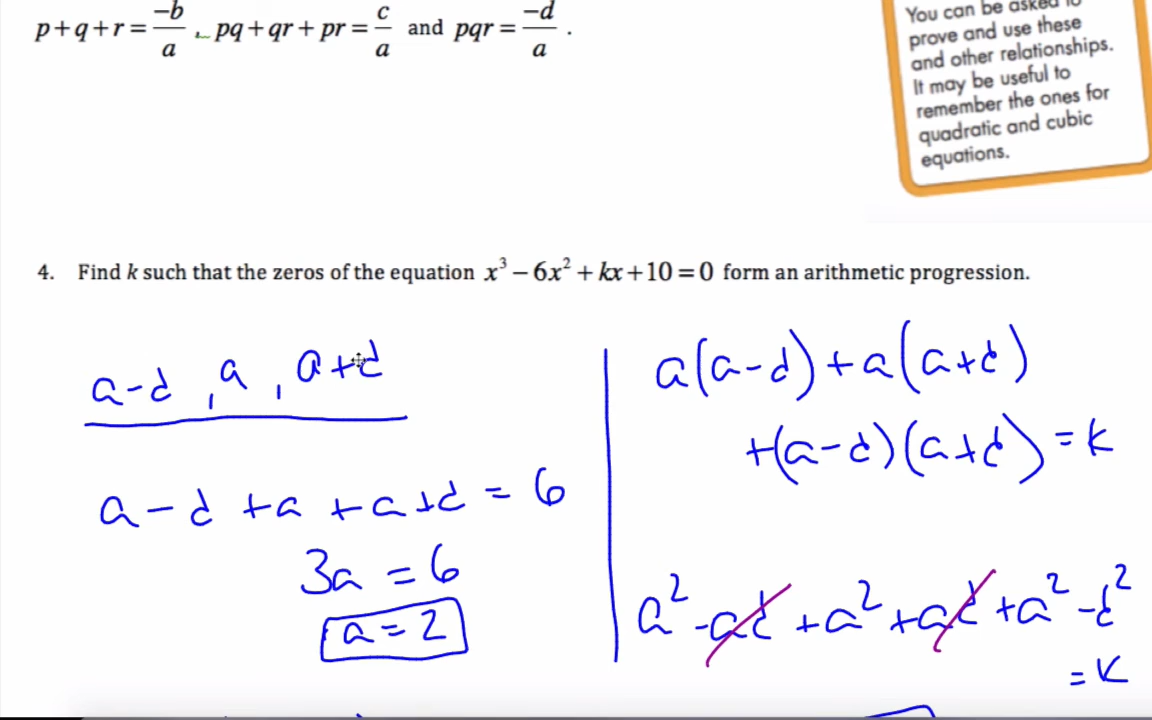 p+q+r = -b/a , pq+qr+pr = c/a and pqr = -d/a .
You can be asked to
prove and use these
and other relationships.
It may be useful to
remember the ones for
quadratic and cubic
equations.
4. Find k such that the zeros of the equation x³ – 6x² + kx + 10 = 0 form an arithmetic progression.
a-d , a , a+d
a-d +a +a+d = 6
3a = 6
a = 2
a(a-d)+a(a+d)
+(a-d)(a+d) = k
a² -ad +a² +ad +a² -d²
= k